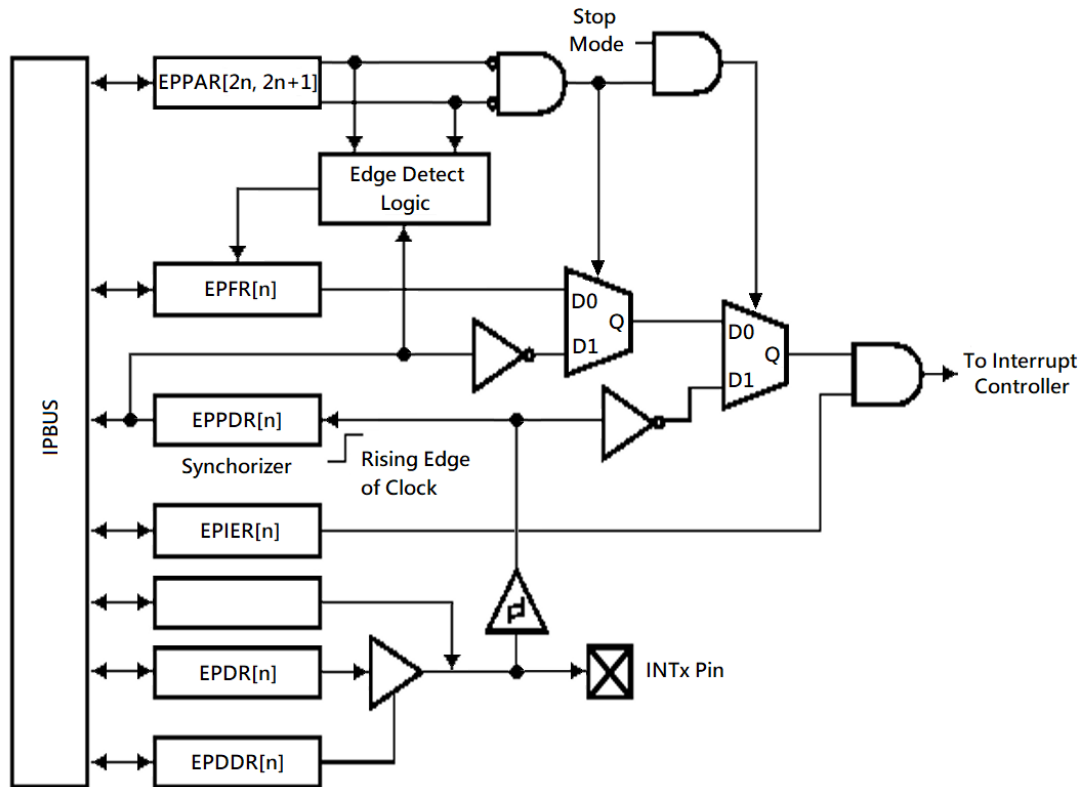 Stop
Mode
EPPAR[2n, 2n+1]
Edge Detect
Logic
EPFR[n]
D0
Q
D1
D0
Q
D1
To Interrupt
Controller
IPBUS
EPPDR[n]
Synchorizer
Rising Edge
of Clock
EPIER[n]
EPDR[n]
INTx Pin
EPDDR[n]